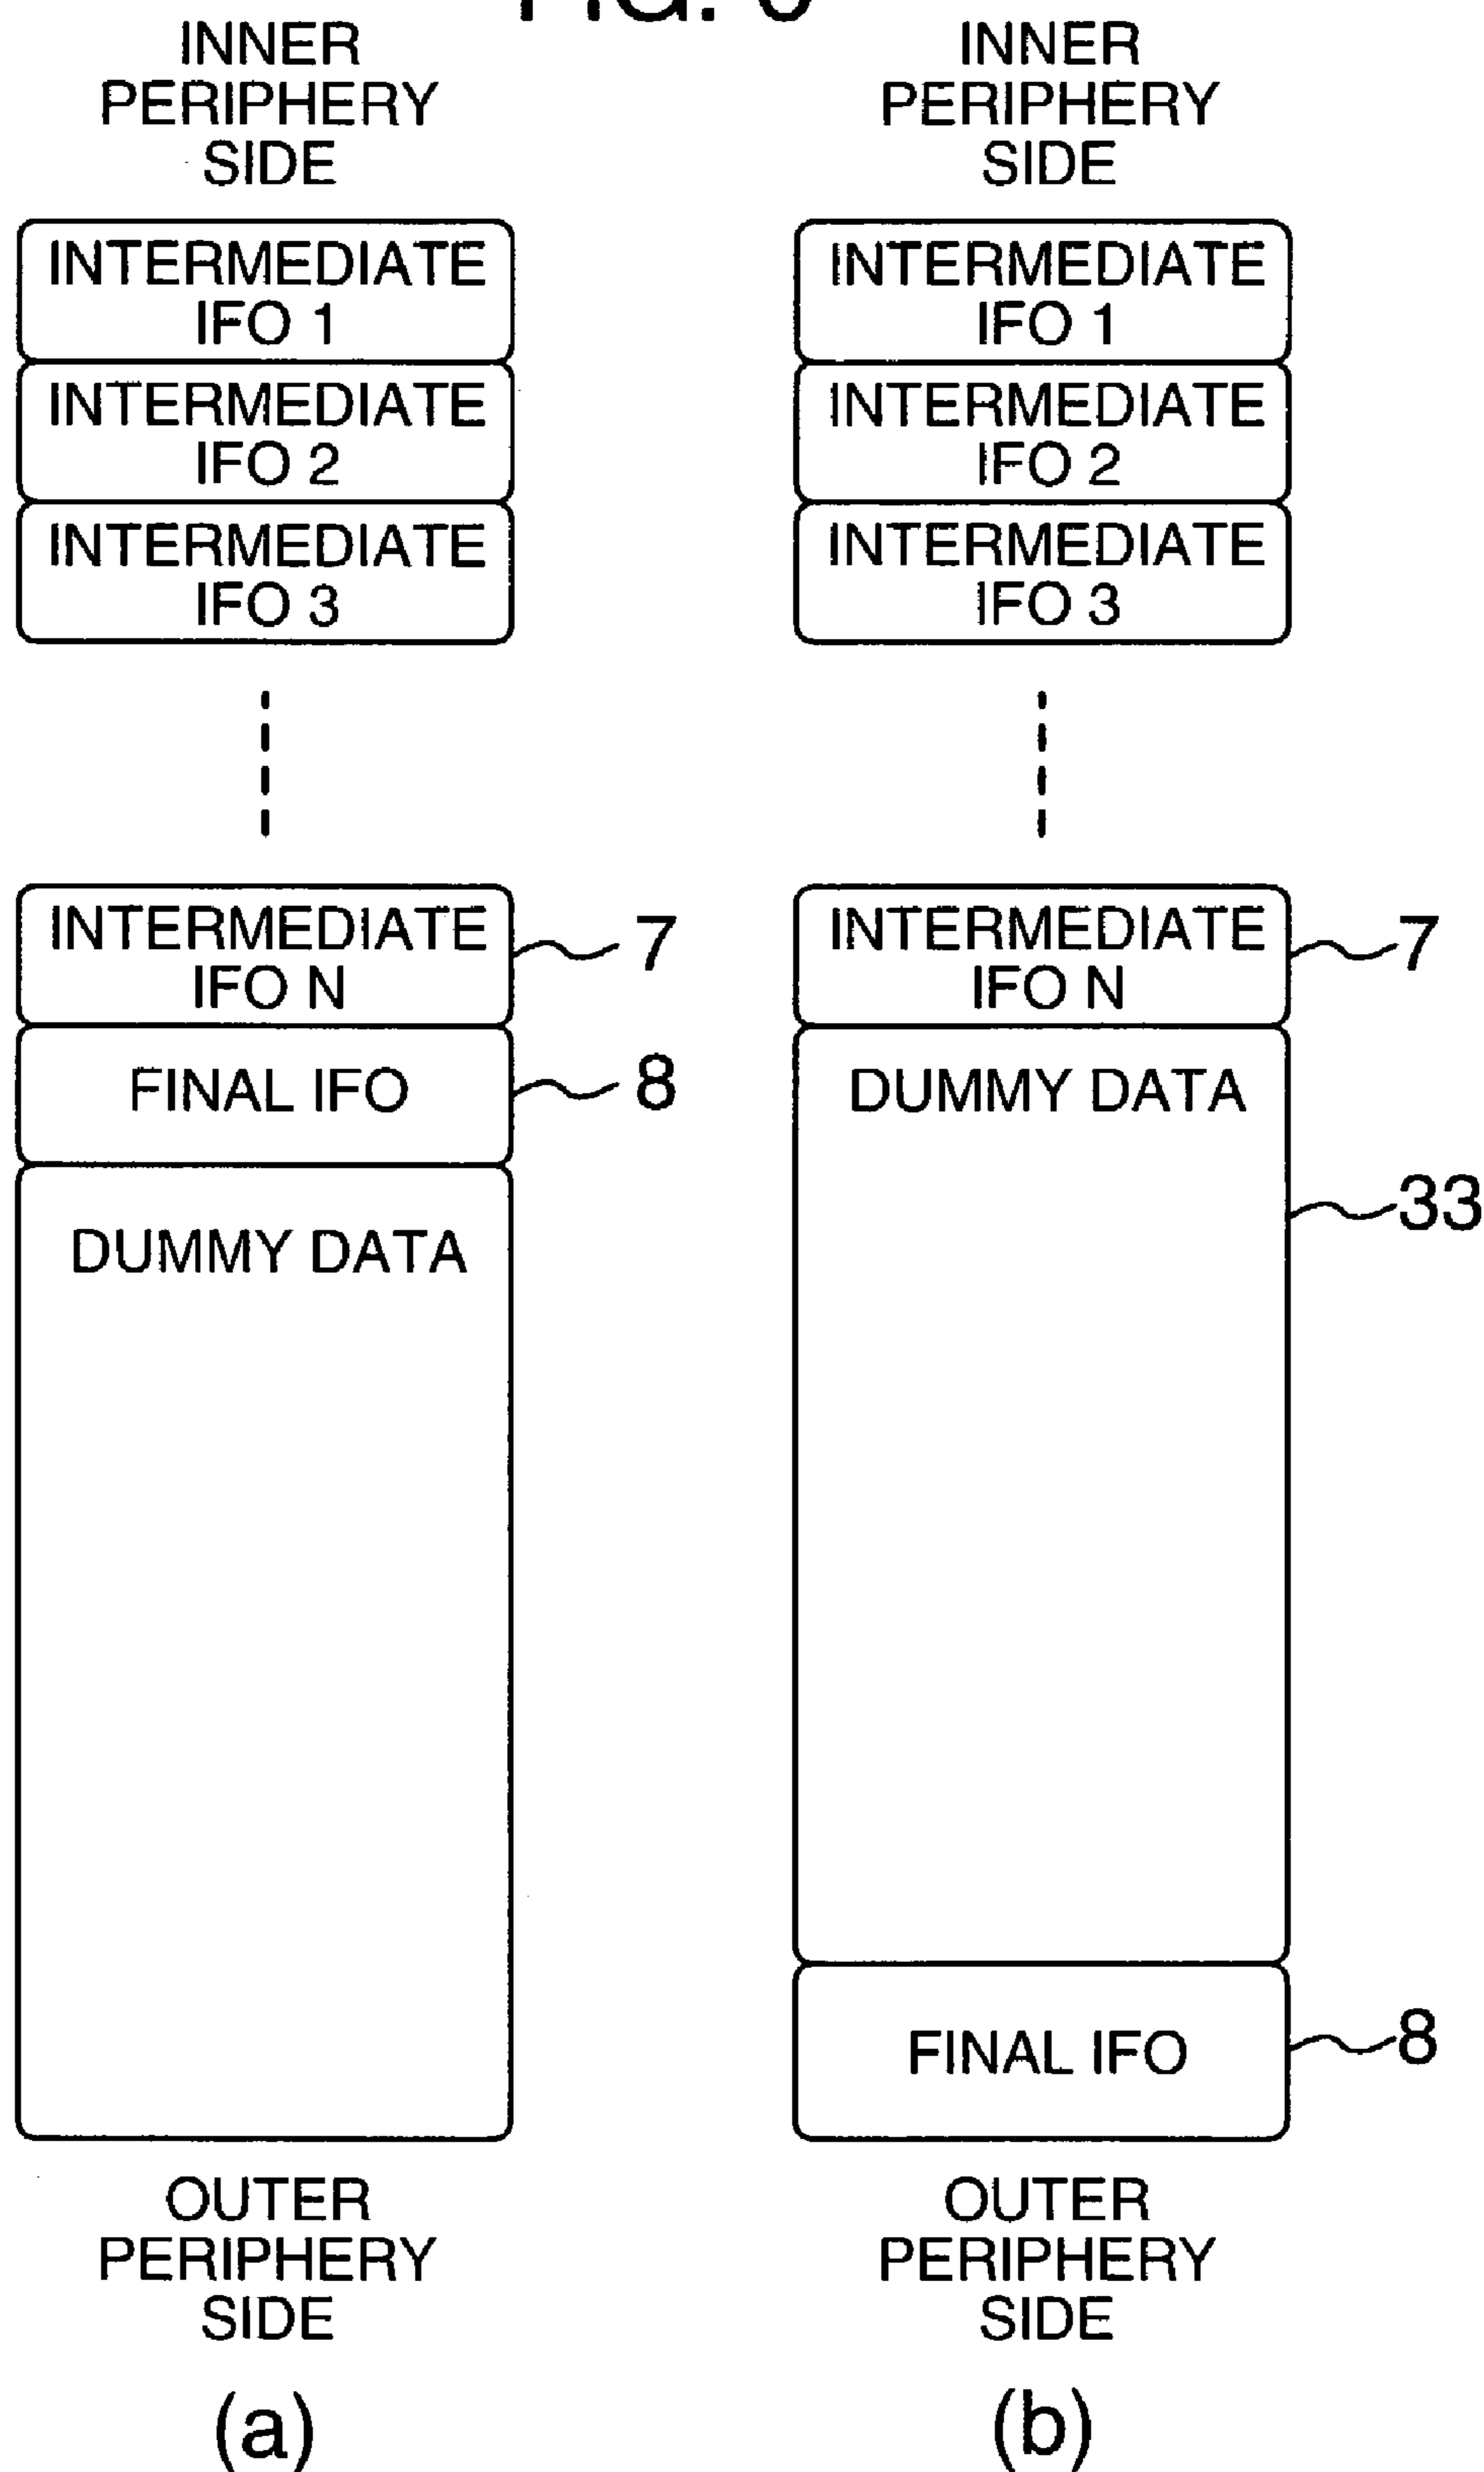 FIG.
INNER
PERIPHERY
SIDE
INTERMEDIATE
IFO 1
INTERMEDIATE
IFO 2
INTERMEDIATE
IFO 3
INTERMEDIATE
IFO N
7
FINAL IFO
8
DUMMY DATA
OUTER
PERIPHERY
SIDE
(a)
INNER
PERIPHERY
SIDE
INTERMEDIATE
IFO 1
INTERMEDIATE
IFO 2
INTERMEDIATE
IFO 3
INTERMEDIATE
IFO N
7
DUMMY DATA
33
FINAL IFO
8
OUTER
PERIPHERY
SIDE
(b)